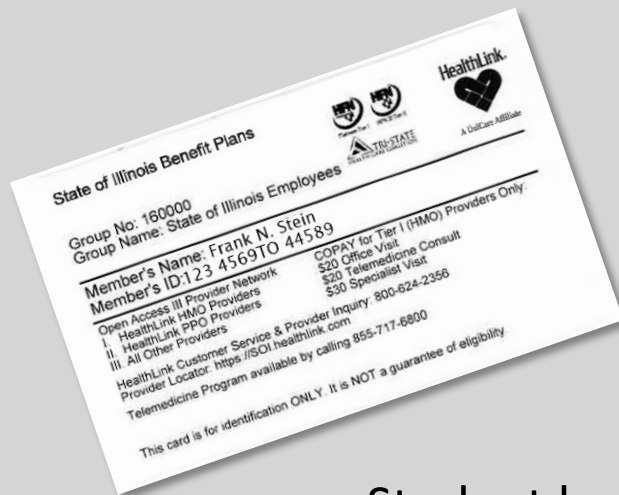 State of Illinois Benefit Plans
HealthLink.
A UniCare Affiliate
TRI-STATE
Group No: 160000
Group Name: State of Illinois Employees
Member's Name: Frank N. Stein
Member's ID:123 4569TO 44589
Open Access III Provider Network
I. HealthLink HMO Providers
II. HealthLink PPO Providers
III. All Other Providers
COPAY for Tier I (HMO) Providers Only:
$20 Office Visit
$20 Telemedicine Consult
$30 Specialist Visit
HealthLink Customer Service & Provider Inquiry: 800-624-2356
Provider Locator: https://SOI.healthlink.com
Telemedicine Program available by calling 855-717-6800
This card is for identification ONLY. It is NOT a guarantee of eligibility.